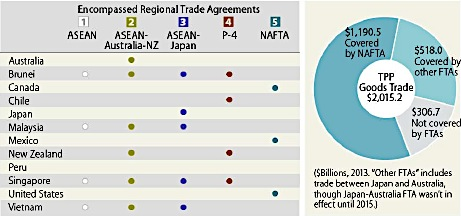 Encompassed Regional Trade Agreements
1 2 3 4 5
ASEAN ASEAN- ASEAN- P-4 NAFTA
Australia-NZ Japan
Australia
Brunei
Canada
Chile
Japan
Malaysia
Mexico
New Zealand
Peru
Singapore
United States
Vietnam
$1,190.5
Covered
by NAFTA
$518.0
Covered by
other FTAs
TPP
Goods Trade
$2,015.2
$306.7
Not covered
by FTAs
($Billions, 2013. "Other FTAs" includes
trade between Japan and Australia,
though Japan-Australia FTA wasn't in
effect until 2015.)